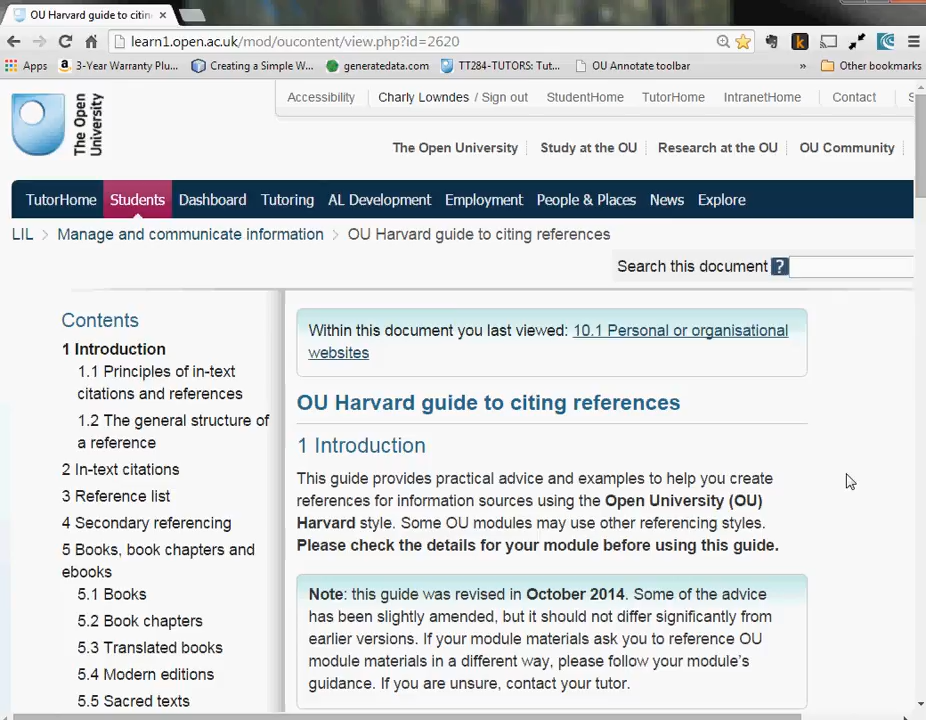 OU Harvard guide to citin
learn1.open.ac.uk/mod/oucontent/view.php?id=2620
Apps 3-Year Warranty Plu... Creating a Simple W... generatedata.com TT284-TUTORS: Tut... OU Annotate toolbar » Other bookmarks
The Open University
Accessibility Charly Lowndes / Sign out StudentHome TutorHome IntranetHome Contact S
The Open University Study at the OU Research at the OU OU Community
TutorHome Students Dashboard Tutoring AL Development Employment People & Places News Explore
LIL > Manage and communicate information > OU Harvard guide to citing references
Search this document ?
Contents
1 Introduction
1.1 Principles of in-text
citations and references
1.2 The general structure of
a reference
2 In-text citations
3 Reference list
4 Secondary referencing
5 Books, book chapters and
ebooks
5.1 Books
5.2 Book chapters
5.3 Translated books
5.4 Modern editions
5.5 Sacred texts
Within this document you last viewed: 10.1 Personal or organisational
websites
OU Harvard guide to citing references
1 Introduction
This guide provides practical advice and examples to help you create
references for information sources using the Open University (OU)
Harvard style. Some OU modules may use other referencing styles.
Please check the details for your module before using this guide.
Note: this guide was revised in October 2014. Some of the advice
has been slightly amended, but it should not differ significantly from
earlier versions. If your module materials ask you to reference OU
module materials in a different way, please follow your module's
guidance. If you are unsure, contact your tutor.